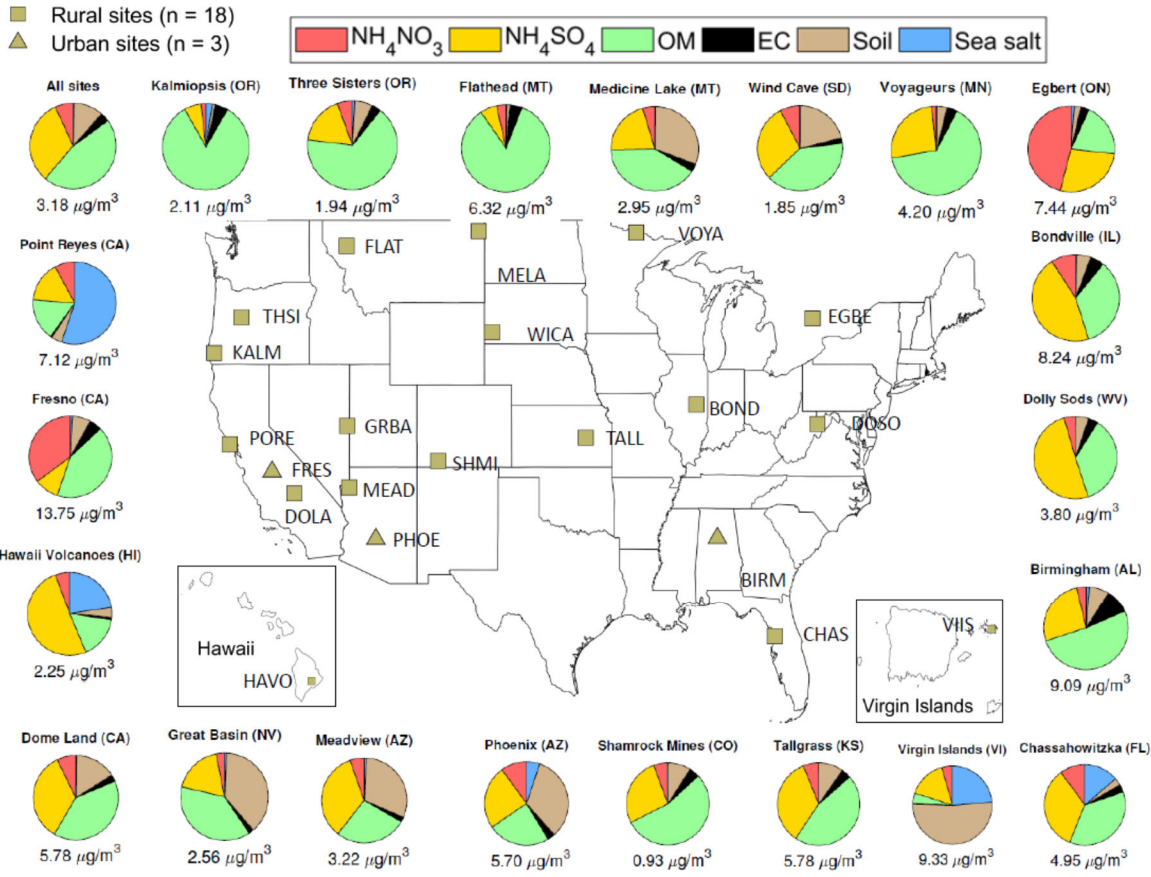 Rural sites (n = 18)
Urban sites (n = 3)
NH4NO3 NH4SO4 OM EC Soil Sea salt
All sites
3.18 μg/m3
Kalmiopsis (OR)
2.11 μg/m3
Three Sisters (OR)
1.94 μg/m3
Flathead (MT)
6.32 μg/m3
Medicine Lake (MT)
2.95 μg/m3
Wind Cave (SD)
1.85 μg/m3
Voyageurs (MN)
4.20 μg/m3
Egbert (ON)
7.44 μg/m3
Point Reyes (CA)
7.12 μg/m3
Fresno (CA)
13.75 μg/m3
Hawaii Volcanoes (HI)
2.25 μg/m3
FLAT
VOYA
MELA
THSI
WICA
EGBE
KALM
GRBA
BOND
DOSO
PORE
TALL
SHMI
FRES
MEAD
DOLA
PHOE
BIRM
CHAS
Hawaii
HAVO
VIIS
Virgin Islands
Bondville (IL)
8.24 μg/m3
Dolly Sods (WV)
3.80 μg/m3
Birmingham (AL)
9.09 μg/m3
Dome Land (CA)
5.78 μg/m3
Great Basin (NV)
2.56 μg/m3
Meadview (AZ)
3.22 μg/m3
Phoenix (AZ)
5.70 μg/m3
Shamrock Mines (CO)
0.93 μg/m3
Tallgrass (KS)
5.78 μg/m3
Virgin Islands (VI)
9.33 μg/m3
Chassahowitzka (FL)
4.95 μg/m3